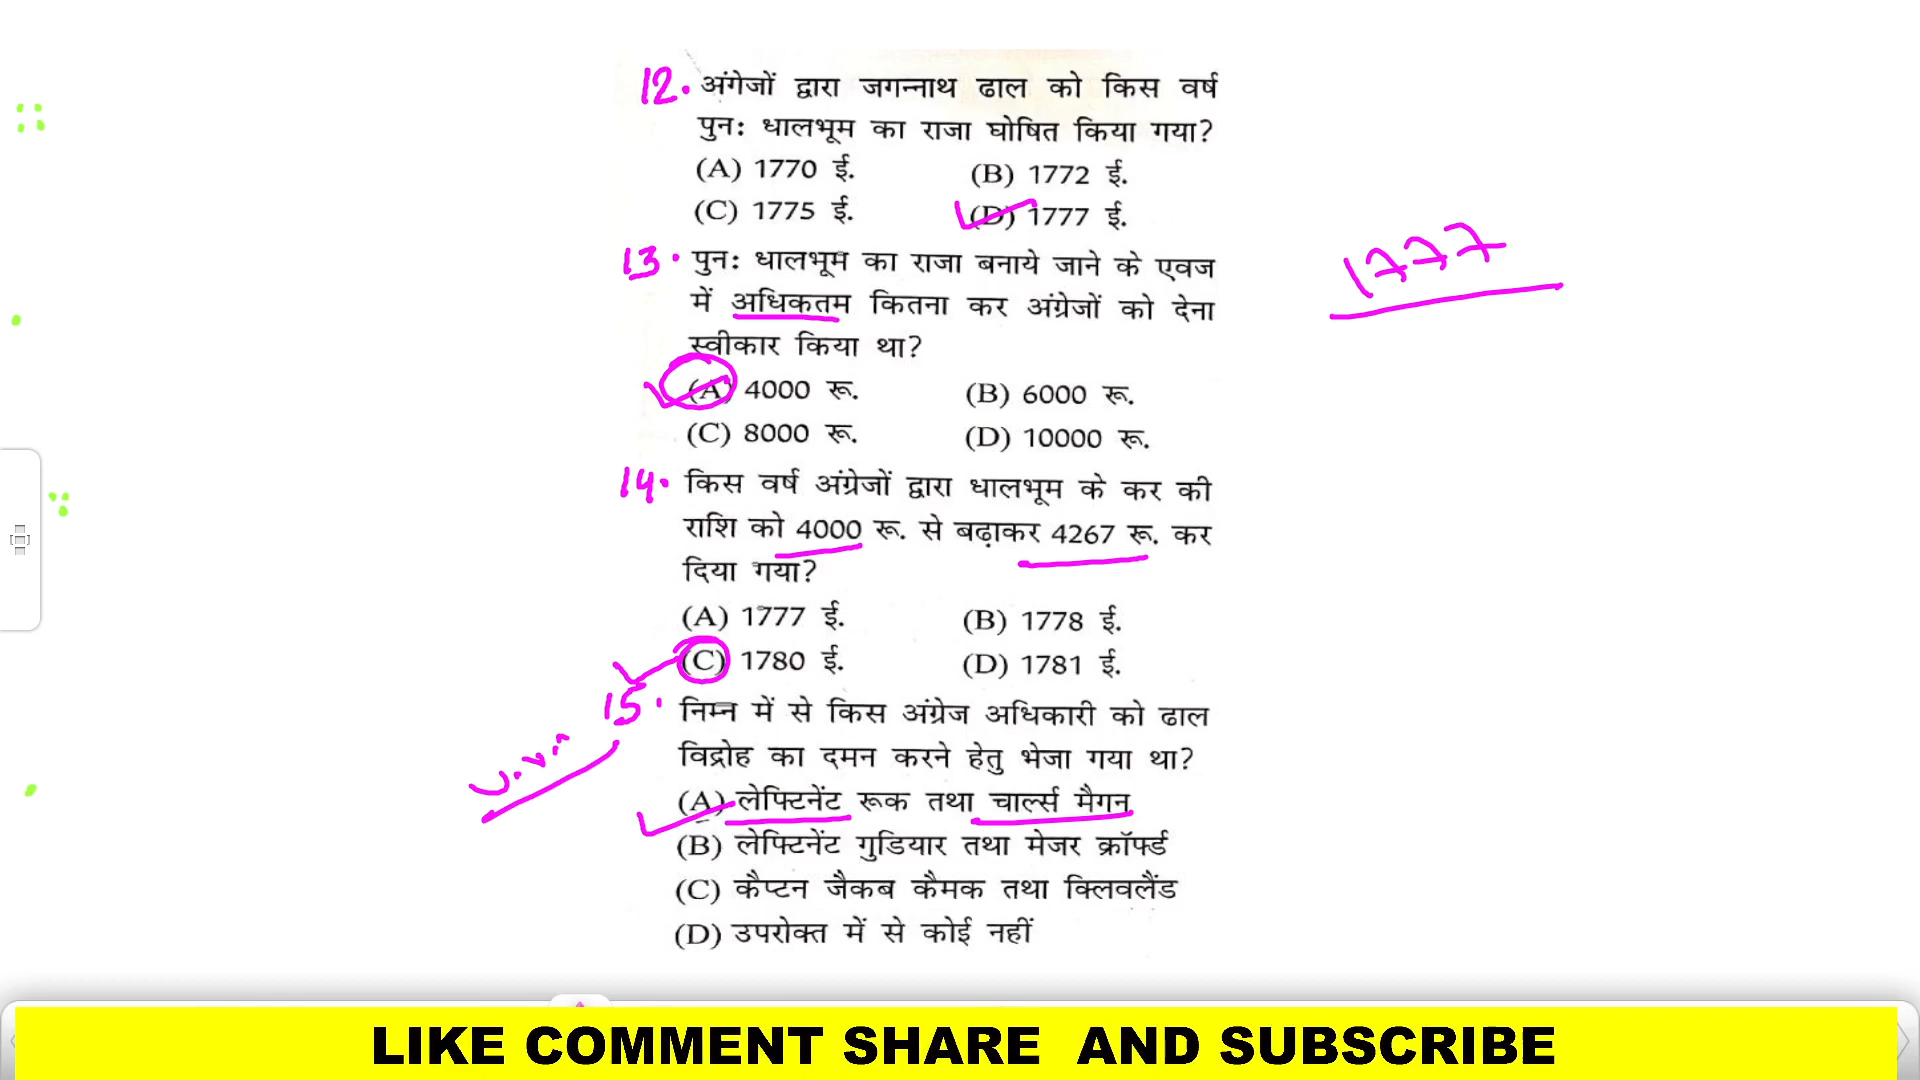 12. अंगेजों द्वारा जगन्नाथ ढाल को किस वर्ष
पुनः धालभूम का राजा घोषित किया गया?
(A) 1770 ई. (B) 1772 ई.
(C) 1775 ई. (D) 1777 ई.
13. पुनः धालभूम का राजा बनाये जाने के एवज
1777
में अधिकतम कितना कर अंग्रेजों को देना
स्वीकार किया था?
(A) 4000 रू. (B) 6000 रू.
(C) 8000 रू. (D) 10000 रू.
14. किस वर्ष अंग्रेजों द्वारा धालभूम के कर की
राशि को 4000 रू. से बढ़ाकर 4267 रू. कर
दिया गया?
(A) 1777 ई. (B) 1778 ई.
(C) 1780 ई. (D) 1781 ई.
15. निम्न में से किस अंग्रेज अधिकारी को ढाल
विद्रोह का दमन करने हेतु भेजा गया था?
(A) लेफ्टिनेंट रूक तथा चार्ल्स मैगन
(B) लेफ्टिनेंट गुडियार तथा मेजर क्रॉफर्ड
(C) कैप्टन जैकब कैमक तथा क्लिवलैंड
(D) उपरोक्त में से कोई नहीं
LIKE COMMENT SHARE AND SUBSCRIBE